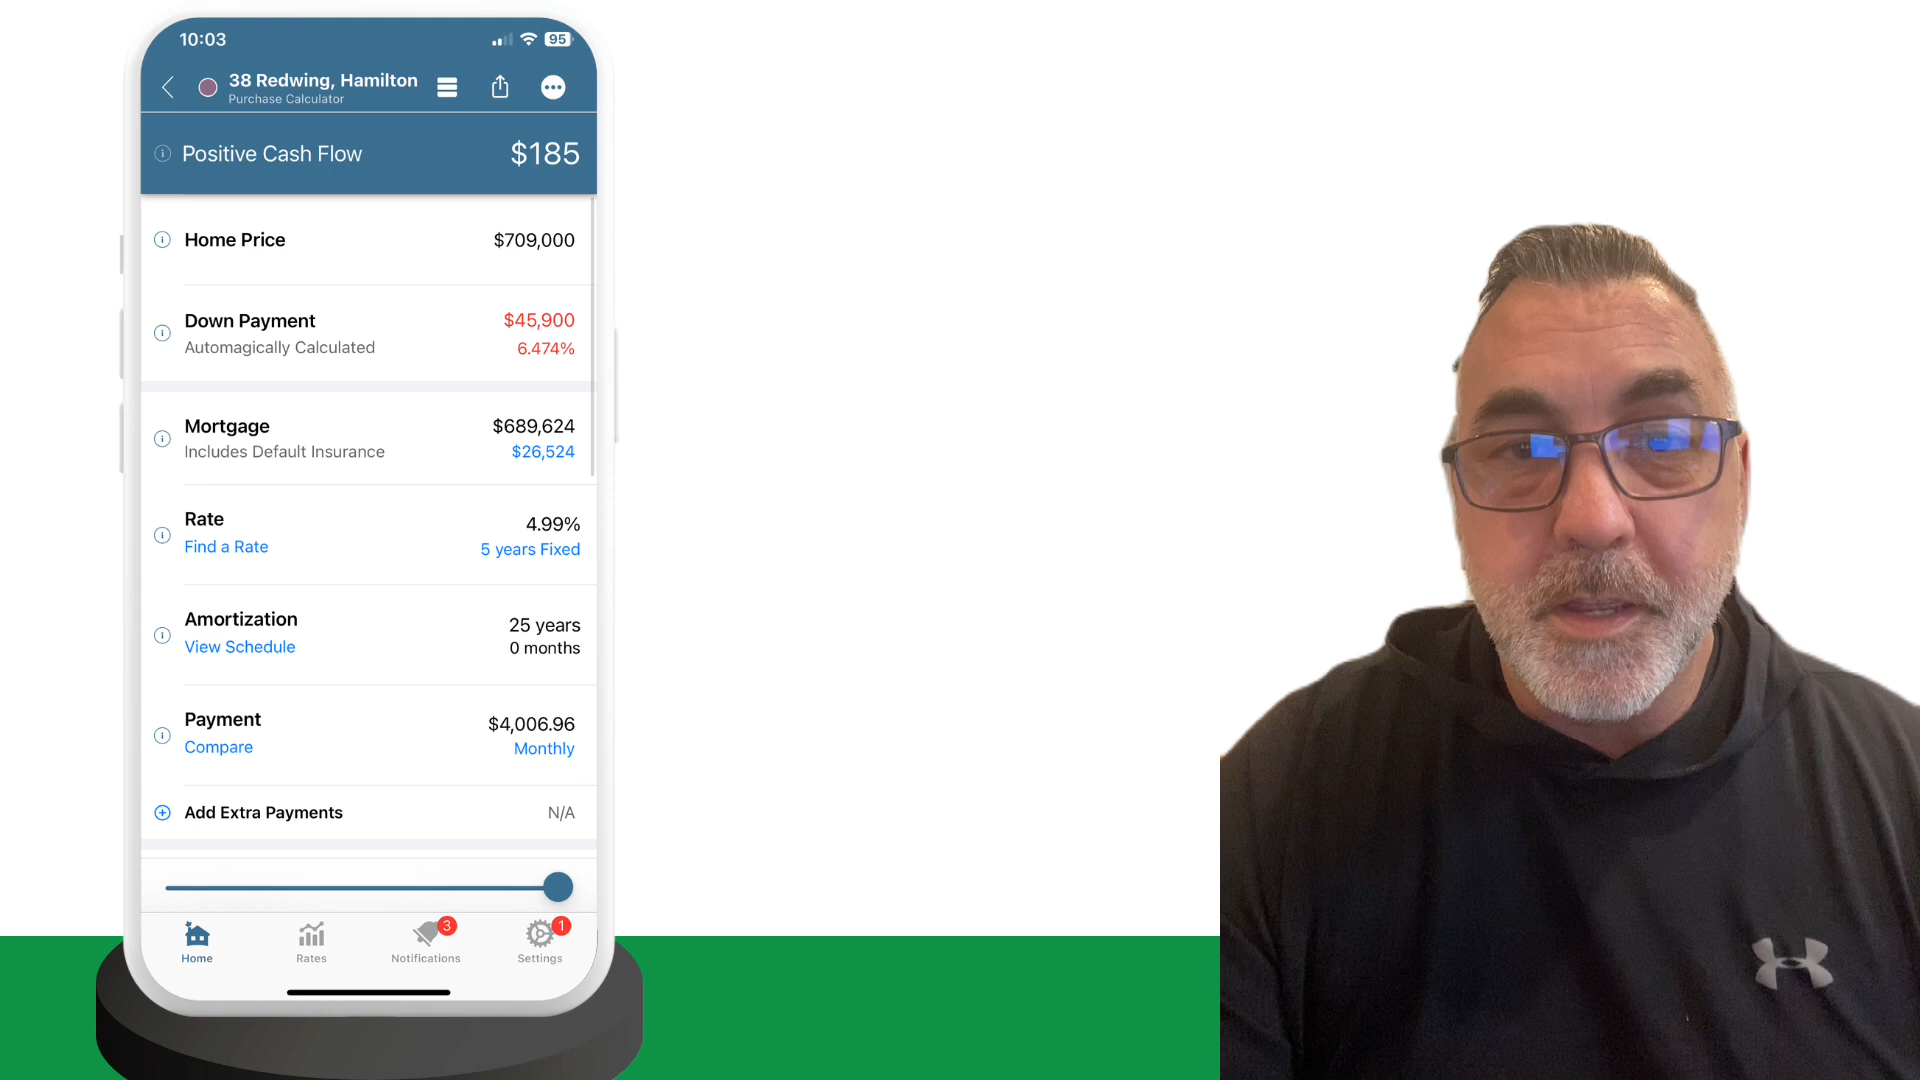 10:03
95
38 Redwing, Hamilton
Purchase Calculator
Positive Cash Flow $185
Home Price $709,000
Down Payment $45,900
Automagically Calculated 6.474%
Mortgage $689,624
Includes Default Insurance $26,524
Rate 4.99%
Find a Rate 5 years Fixed
Amortization 25 years
View Schedule 0 months
Payment $4,006.96
Compare Monthly
Add Extra Payments N/A
3 1
Home Rates Notifications Settings